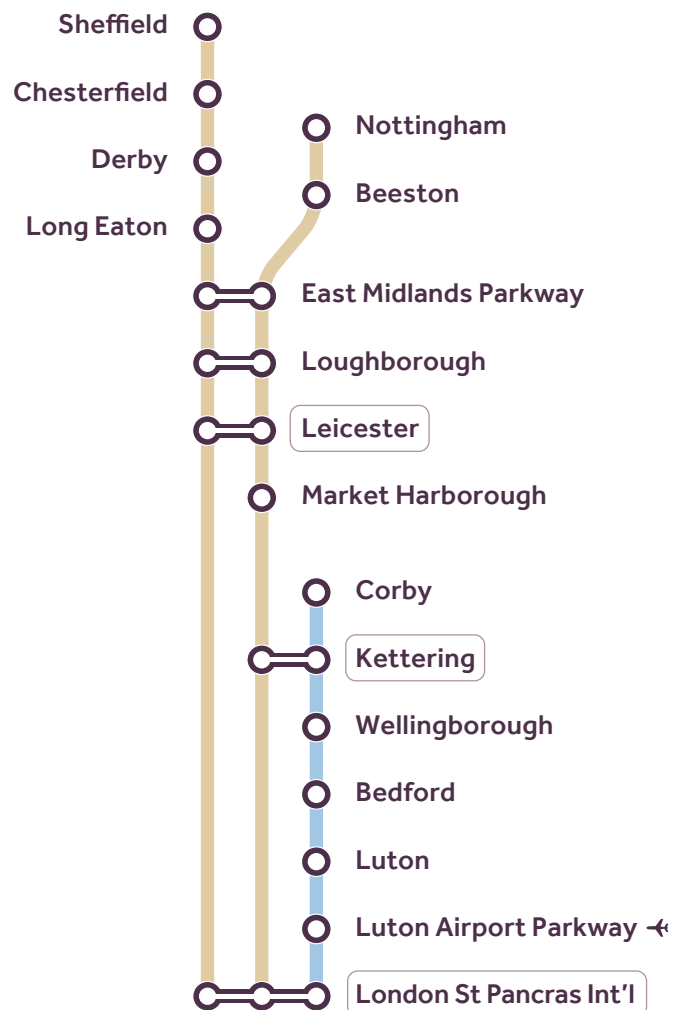 Sheffield
Chesterfield
Nottingham
Derby
Beeston
Long Eaton
East Midlands Parkway
Loughborough
Leicester
Market Harborough
Corby
Kettering
Wellingborough
Bedford
Luton
Luton Airport Parkway
London St Pancras Int'l